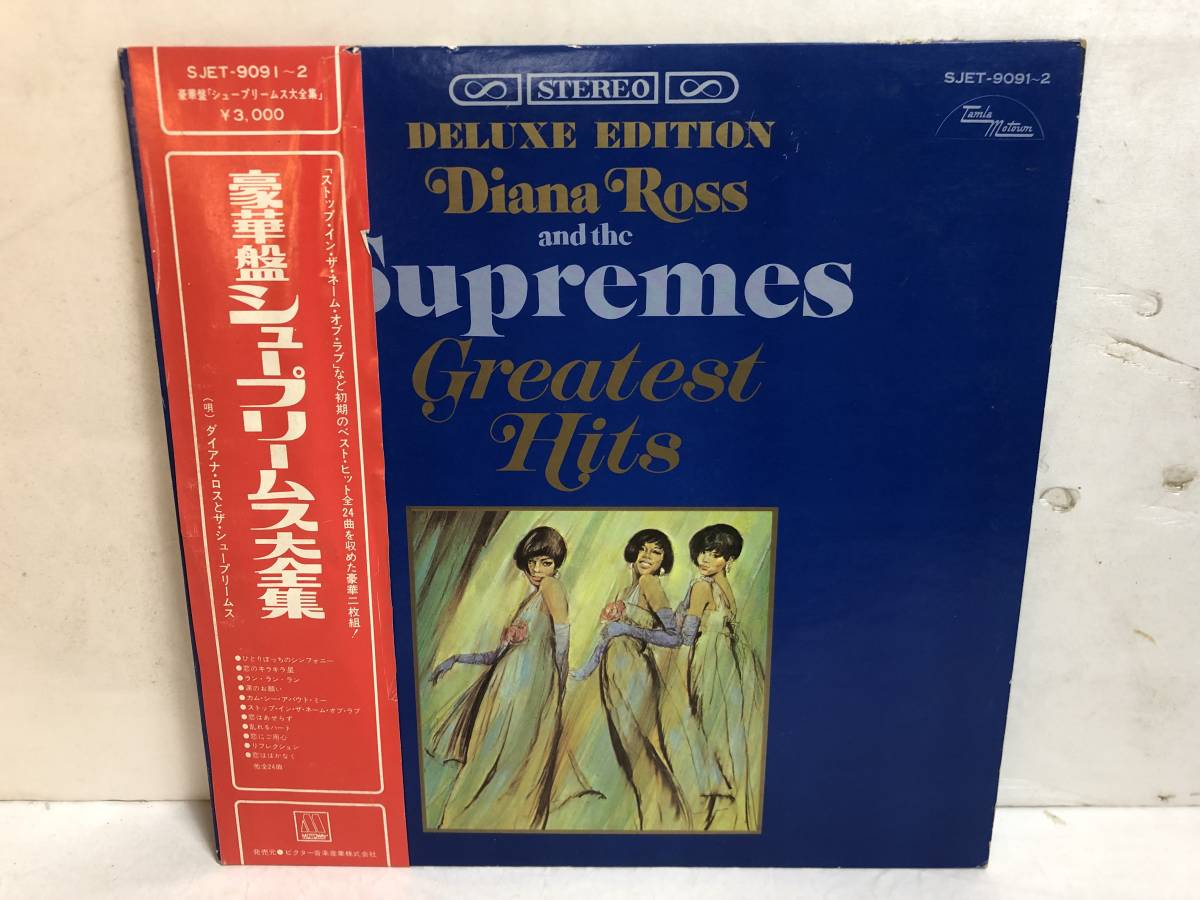 SJET-9091~2
豪華盤「シュープリームス大全集」
¥3,000
「ストップ・イン・ザ・ネーム・オブ・ラブ」など初期のベスト・ヒット全24曲を収めた豪華二枚組!
豪華盤シュープリームス大全集
(唄) ダイアナ・ロスとザ・シュープリームス
●ひとりぼっちのシンフォニー
●恋のキラキラ星
●ラン・ラン・ラン
●涙のお願い
●カム・シー・アバウト・ミー
●ストップ・イン・ザ・ネーム・オブ・ラブ
●恋はあせらず
●乱れるハート
●恋にご用心
●リフレクション
●恋ははかなく
他全24曲
MOTOWN
発売元●ビクター音楽産業株式会社
STEREO
SJET-9091~2
Tamla
Motown
DELUXE EDITION
Diana Ross
and the
Supremes
Greatest
Hits